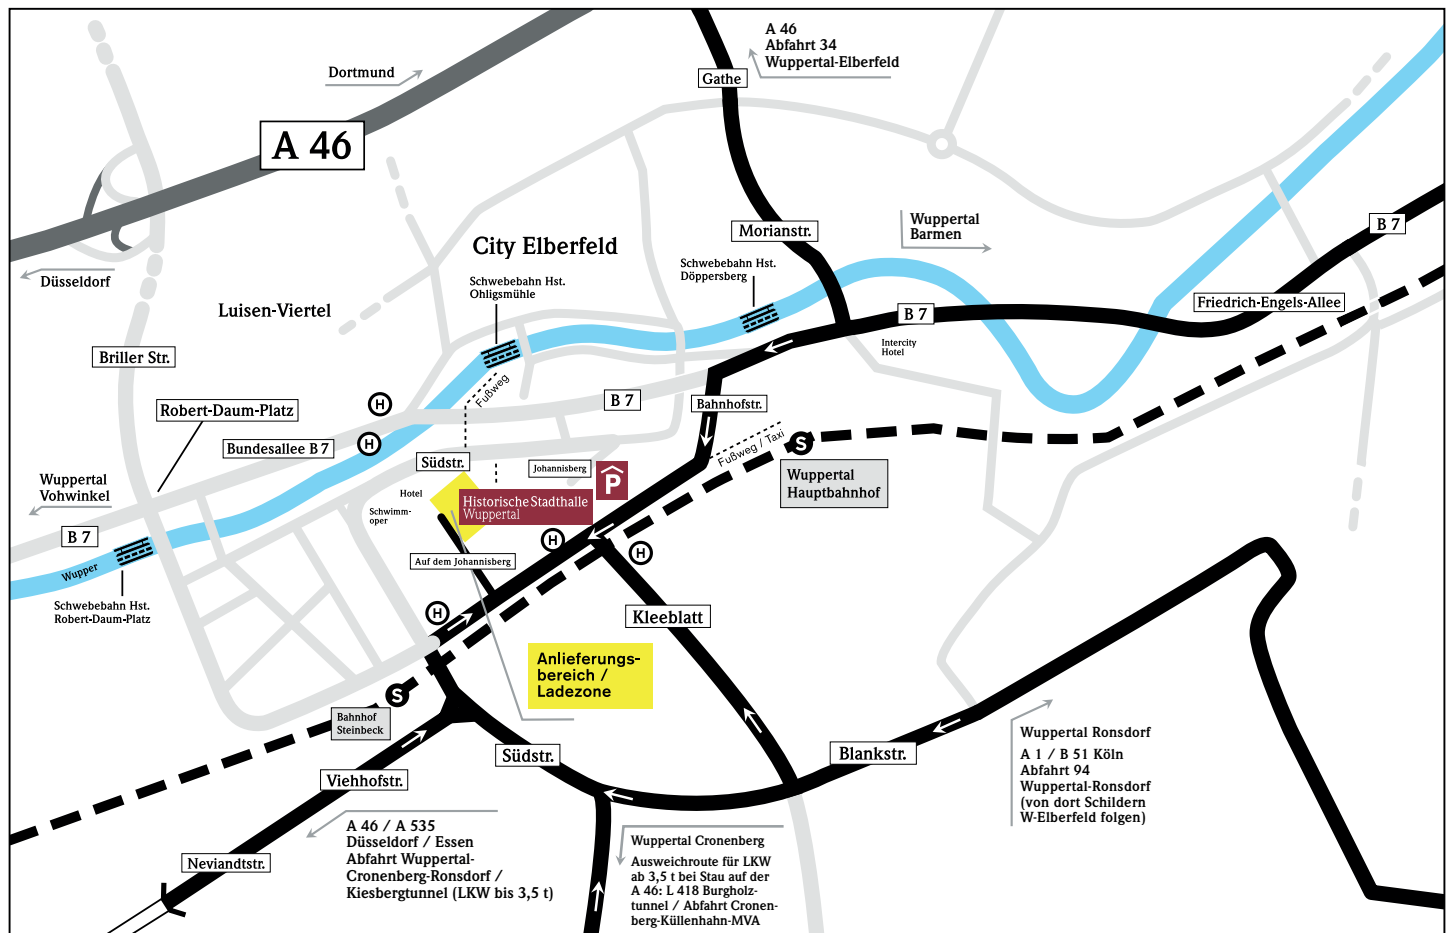 A 46
Abfahrt 34
Wuppertal-Elberfeld
Dortmund
Gathe
A 46
Wuppertal
Barmen
Morianstr.
B 7
City Elberfeld
Schwebebahn Hst.
Döppersberg
Düsseldorf
Schwebebahn Hst.
Ohligsmühle
Luisen-Viertel
Friedrich-Engels-Allee
B 7
Intercity
Hotel
Briller Str.
Fußweg
B 7
Bahnhofstr.
H
Robert-Daum-Platz
H
Bundesallee B 7
Fußweg / Taxi
S
Südstr.
Johannisberg
P
Wuppertal
Hauptbahnhof
Wuppertal
Vohwinkel
Hotel
Schwimm-
oper
Historische Stadthalle
Wuppertal
B 7
H
H
Auf dem Johannisberg
Wupper
Schwebebahn Hst.
Robert-Daum-Platz
H
Kleeblatt
Anlieferungs-
bereich /
Ladezone
S
Bahnhof
Steinbeck
Südstr.
Blankstr.
Wuppertal Ronsdorf
A 1 / B 51 Köln
Abfahrt 94
Wuppertal-Ronsdorf
(von dort Schildern
W-Elberfeld folgen)
Viehhofstr.
A 46 / A 535
Düsseldorf / Essen
Abfahrt Wuppertal-
Cronenberg-Ronsdorf /
Kiesbergtunnel (LKW bis 3,5 t)
Wuppertal Cronenberg
Ausweichroute für LKW
ab 3,5 t bei Stau auf der
A 46: L 418 Burgholz-
tunnel / Abfahrt Cronen-
berg-Küllenhahn-MVA
Neviandtstr.